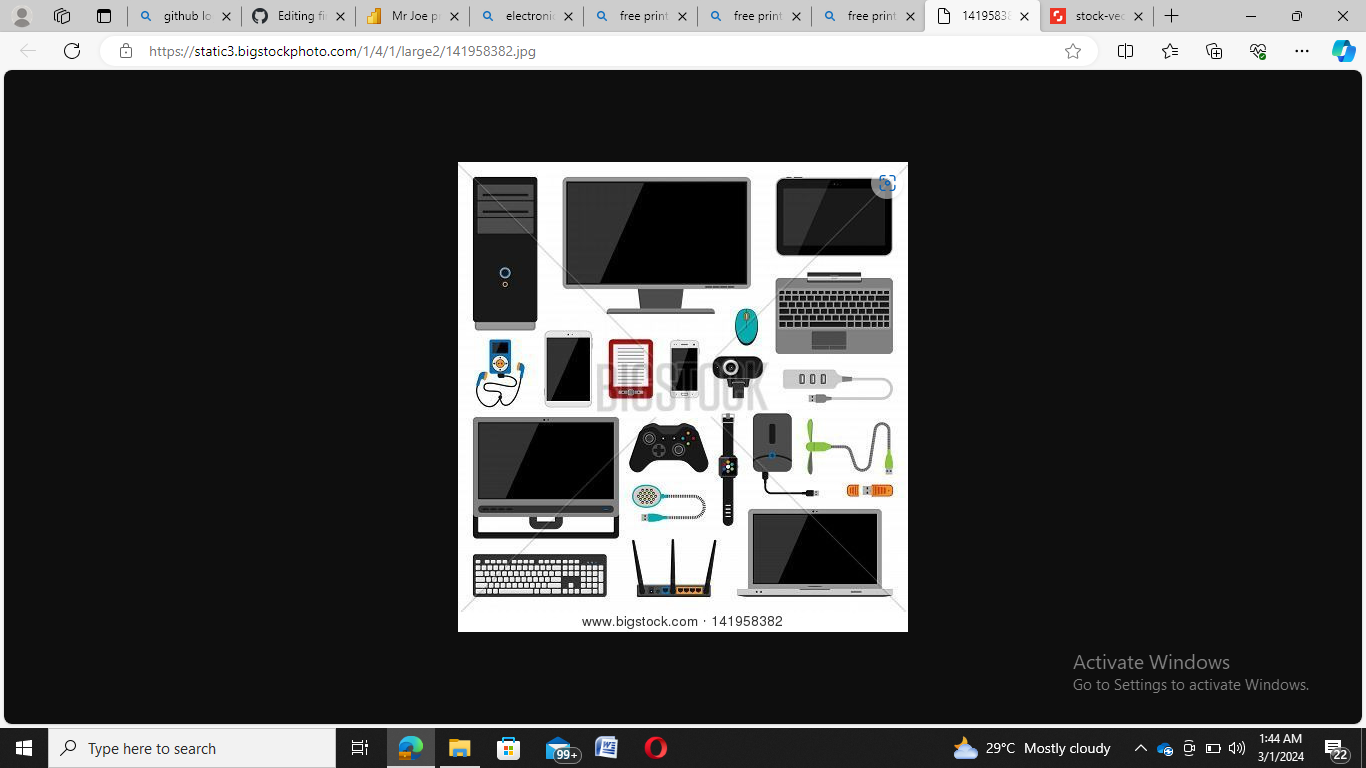 github lo
Editing fi
Mr Joe pr
electronic
free print
free print
free print
14195838
stock-vec
https://static3.bigstockphoto.com/1/4/1/large2/141958382.jpg
BIGSTOCK
www.bigstock.com · 141958382
Activate Windows
Go to Settings to activate Windows.
Type here to search
99+
29°C Mostly cloudy
1:44 AM
3/1/2024
22